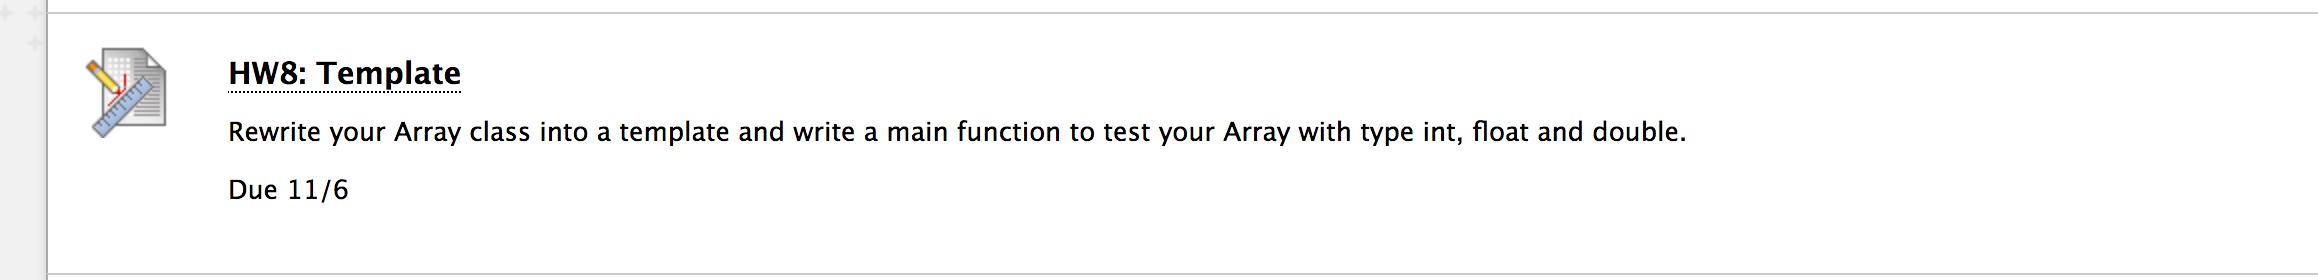 HW8: Template
Rewrite your Array class into a template and write a main function to test your Array with type int, float and double.
Due 11/6